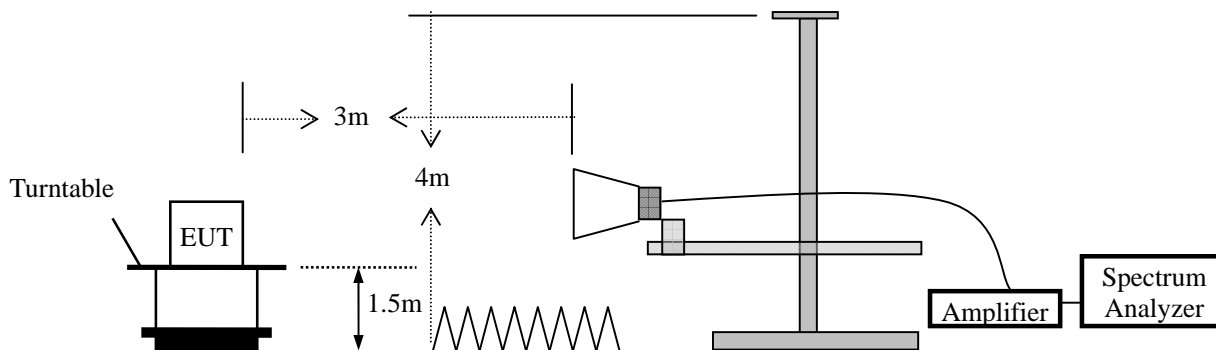 3m
4m
Turntable
EUT
1.5m
Amplifier
Spectrum
Analyzer